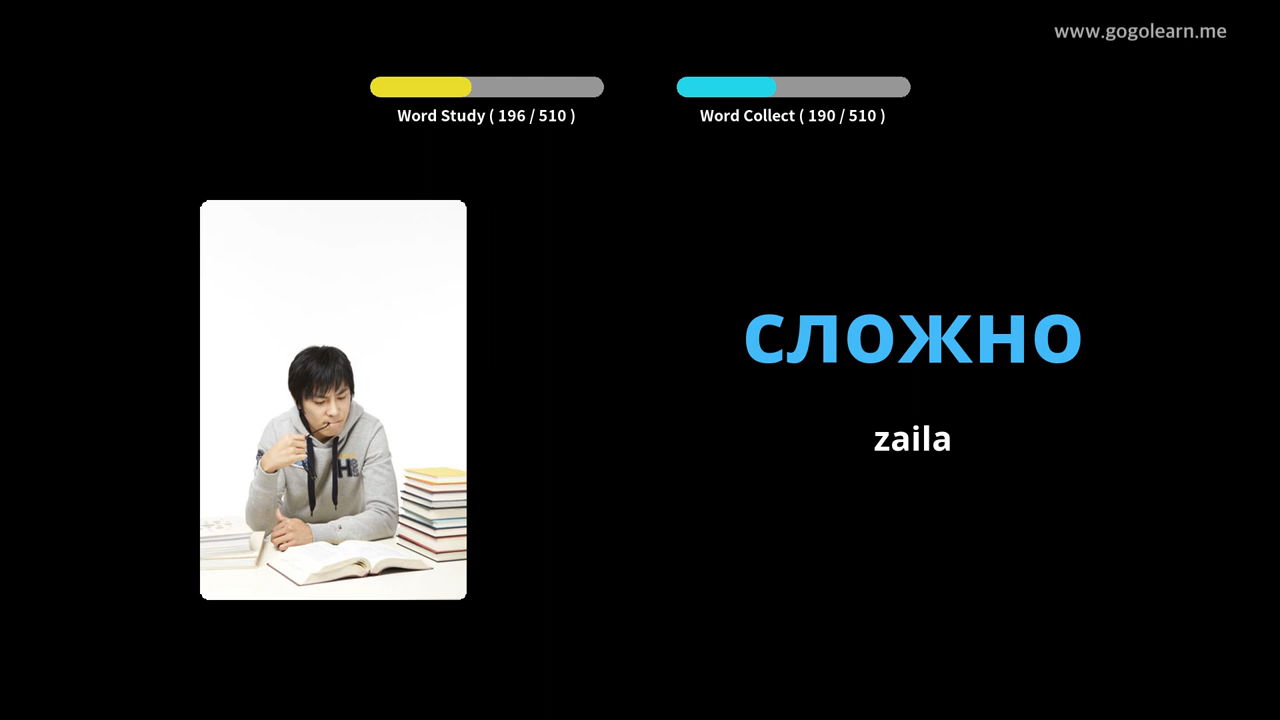 www.gogolearn.me
Word Study ( 196 / 510 )
Word Collect ( 190 / 510 )
сложно
zaila
H